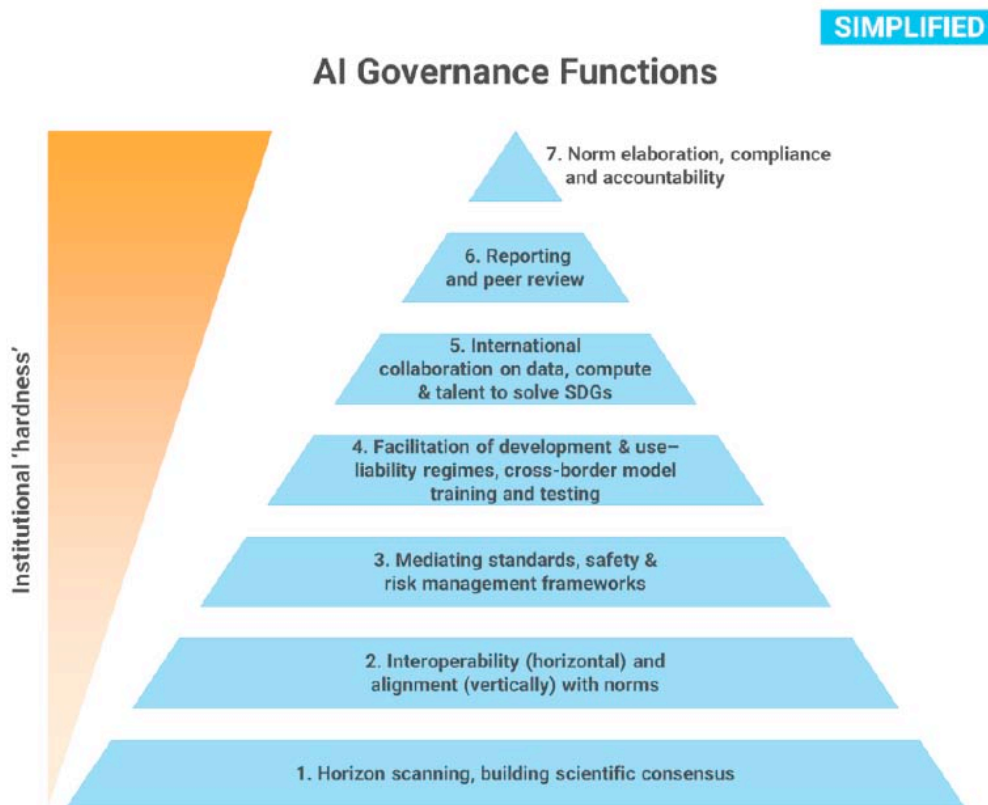 SIMPLIFIED
AI Governance Functions
Institutional 'hardness'
7. Norm elaboration, compliance
and accountability
6. Reporting
and peer review
5. International
collaboration on data, compute
& talent to solve SDGs
4. Facilitation of development & use–
liability regimes, cross-border model
training and testing
3. Mediating standards, safety &
risk management frameworks
2. Interoperability (horizontal) and
alignment (vertically) with norms
1. Horizon scanning, building scientific consensus